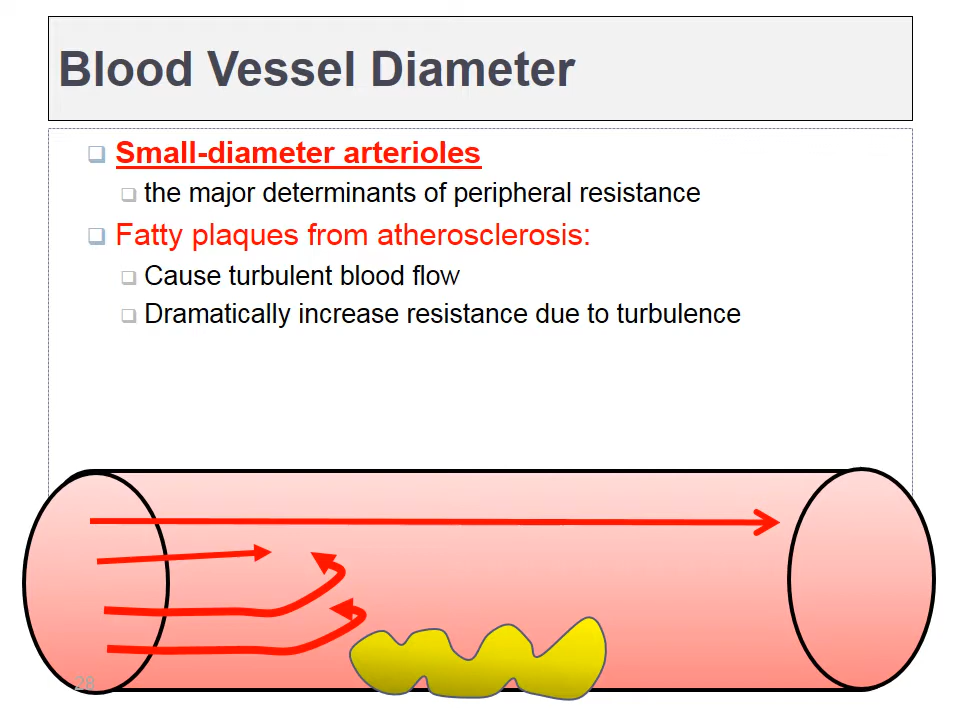 Blood Vessel Diameter
Small-diameter arterioles
the major determinants of peripheral resistance
Fatty plaques from atherosclerosis:
Cause turbulent blood flow
Dramatically increase resistance due to turbulence
28